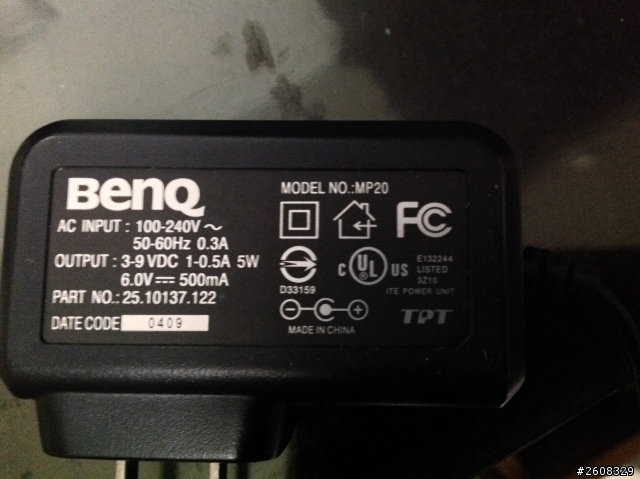 BenQ
AC INPUT : 100-240V ~
50-60Hz 0.3A
OUTPUT : 3-9 VDC 1-0.5A 5W
6.0V⎓500mA
PART NO.: 25.10137.122
DATE CODE 0409
MODEL NO.:MP20
FC
D33159
C UL US
E132244
LISTED
3Z10
ITE POWER UNIT
MADE IN CHINA
TPT
#2608329